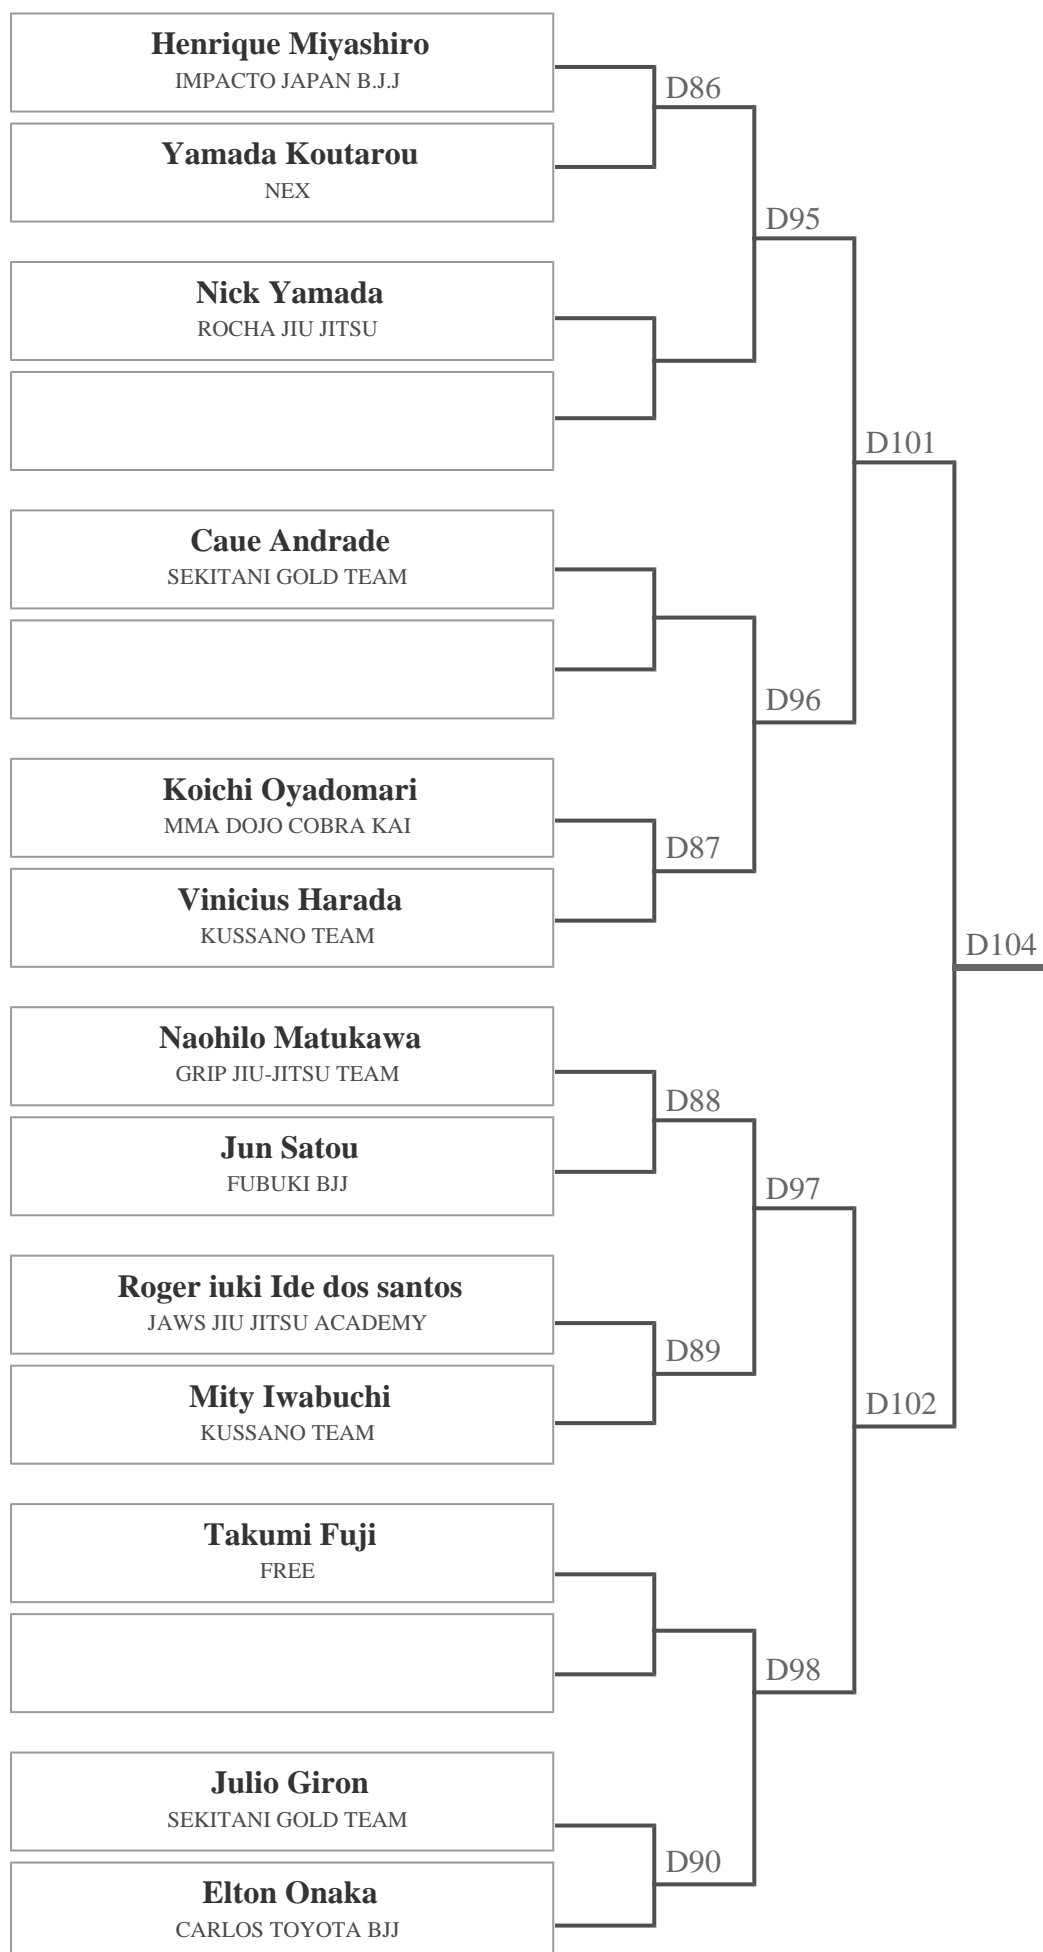 Henrique Miyashiro
IMPACTO JAPAN B.J.J
D86
Yamada Koutarou
NEX
D95
Nick Yamada
ROCHA JIU JITSU
D101
Caue Andrade
SEKITANI GOLD TEAM
D96
Koichi Oyadomari
MMA DOJO COBRA KAI
D87
Vinicius Harada
KUSSANO TEAM
D104
Naohilo Matukawa
GRIP JIU-JITSU TEAM
D88
Jun Satou
FUBUKI BJJ
D97
Roger iuki Ide dos santos
JAWS JIU JITSU ACADEMY
D89
Mity Iwabuchi
KUSSANO TEAM
D102
Takumi Fuji
FREE
D98
Julio Giron
SEKITANI GOLD TEAM
D90
Elton Onaka
CARLOS TOYOTA BJJ